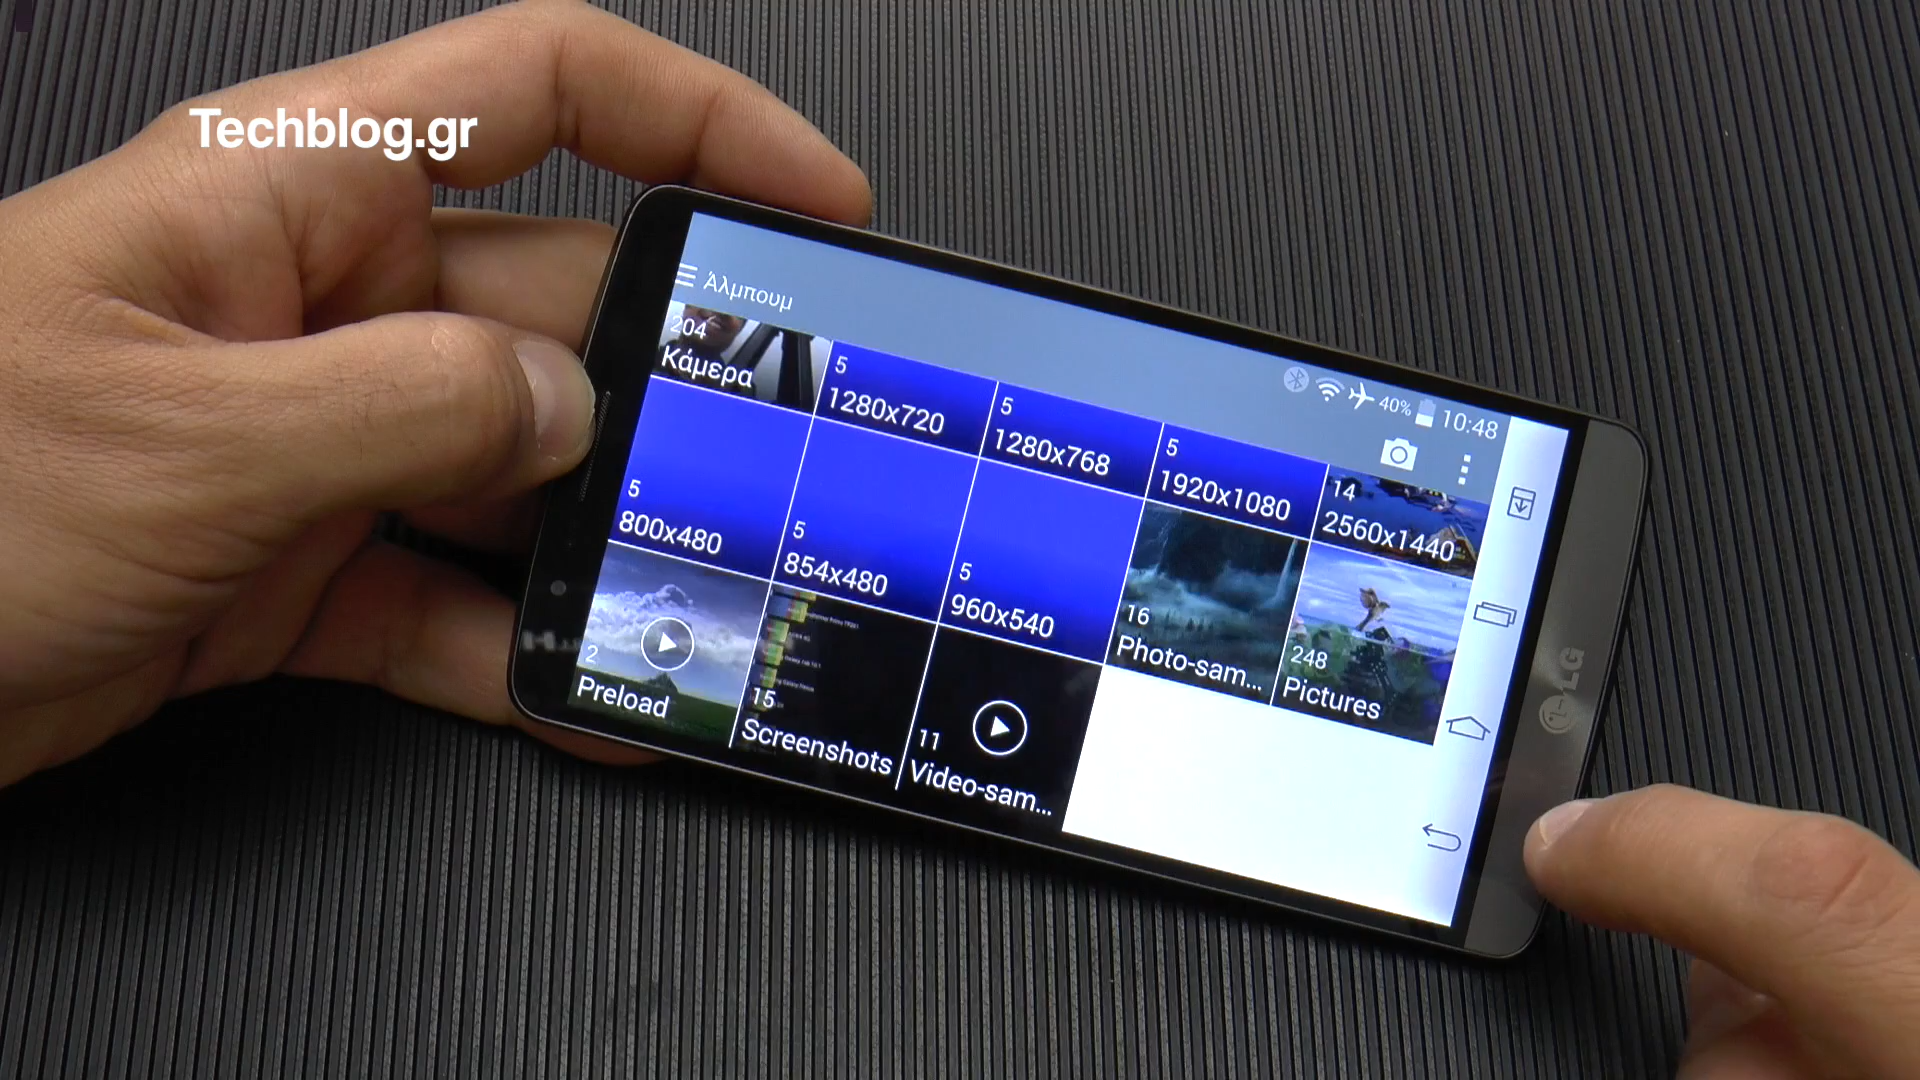 Techblog.gr
Άλμπουμ
40% 10:48
204
Κάμερα
5
1280x720
5
1280x768
5
1920x1080
14
2560x1440
5
800x480
5
854x480
5
960x540
16
Photo-sam...
248
Pictures
2
Preload
15
Screenshots
11
Video-sam...
LG